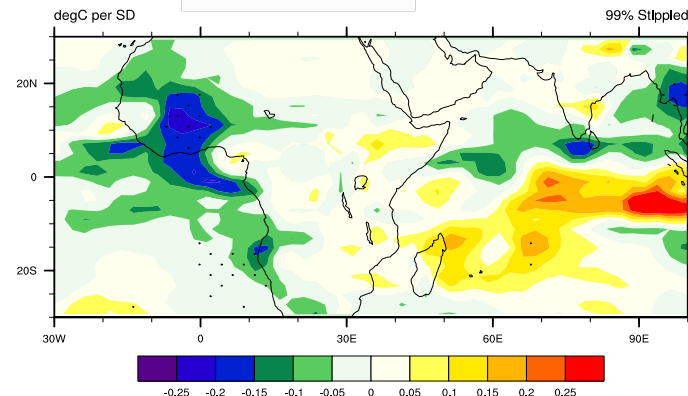 degC per SD 99% Stippled
20N
0
20S
30W 0 30E 60E 90E
-0.25 -0.2 -0.15 -0.1 -0.05 0 0.05 0.1 0.15 0.2 0.25